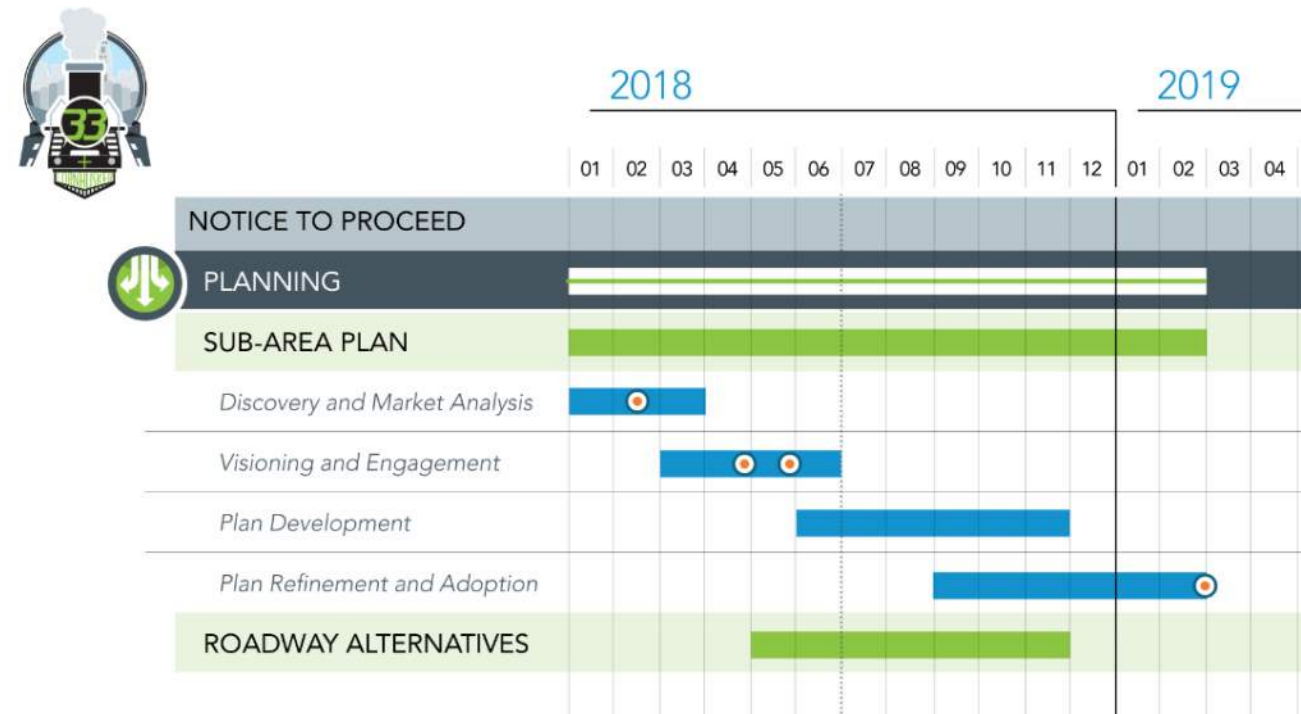 33
2018 2019
01 02 03 04 05 06 07 08 09 10 11 12 01 02 03 04
NOTICE TO PROCEED
PLANNING
SUB-AREA PLAN
Discovery and Market Analysis
Visioning and Engagement
Plan Development
Plan Refinement and Adoption
ROADWAY ALTERNATIVES